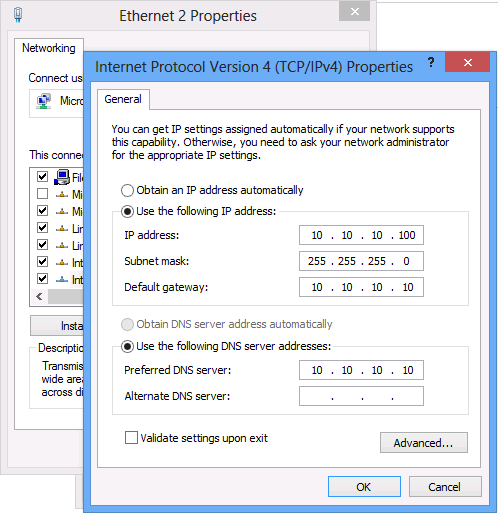 Ethernet 2 Properties
Networking
Connect us
Micro
This conne
File
Mi
Mi
Lin
Lin
Int
Int
Insta
Descriptio
Transmis
wide area
across di
Internet Protocol Version 4 (TCP/IPv4) Properties
General
You can get IP settings assigned automatically if your network supports
this capability. Otherwise, you need to ask your network administrator
for the appropriate IP settings.
Obtain an IP address automatically
Use the following IP address:
IP address: 10 . 10 . 10 . 100
Subnet mask: 255 . 255 . 255 . 0
Default gateway: 10 . 10 . 10 . 10
Obtain DNS server address automatically
Use the following DNS server addresses:
Preferred DNS server: 10 . 10 . 10 . 10
Alternate DNS server: . . .
Validate settings upon exit
Advanced...
OK Cancel